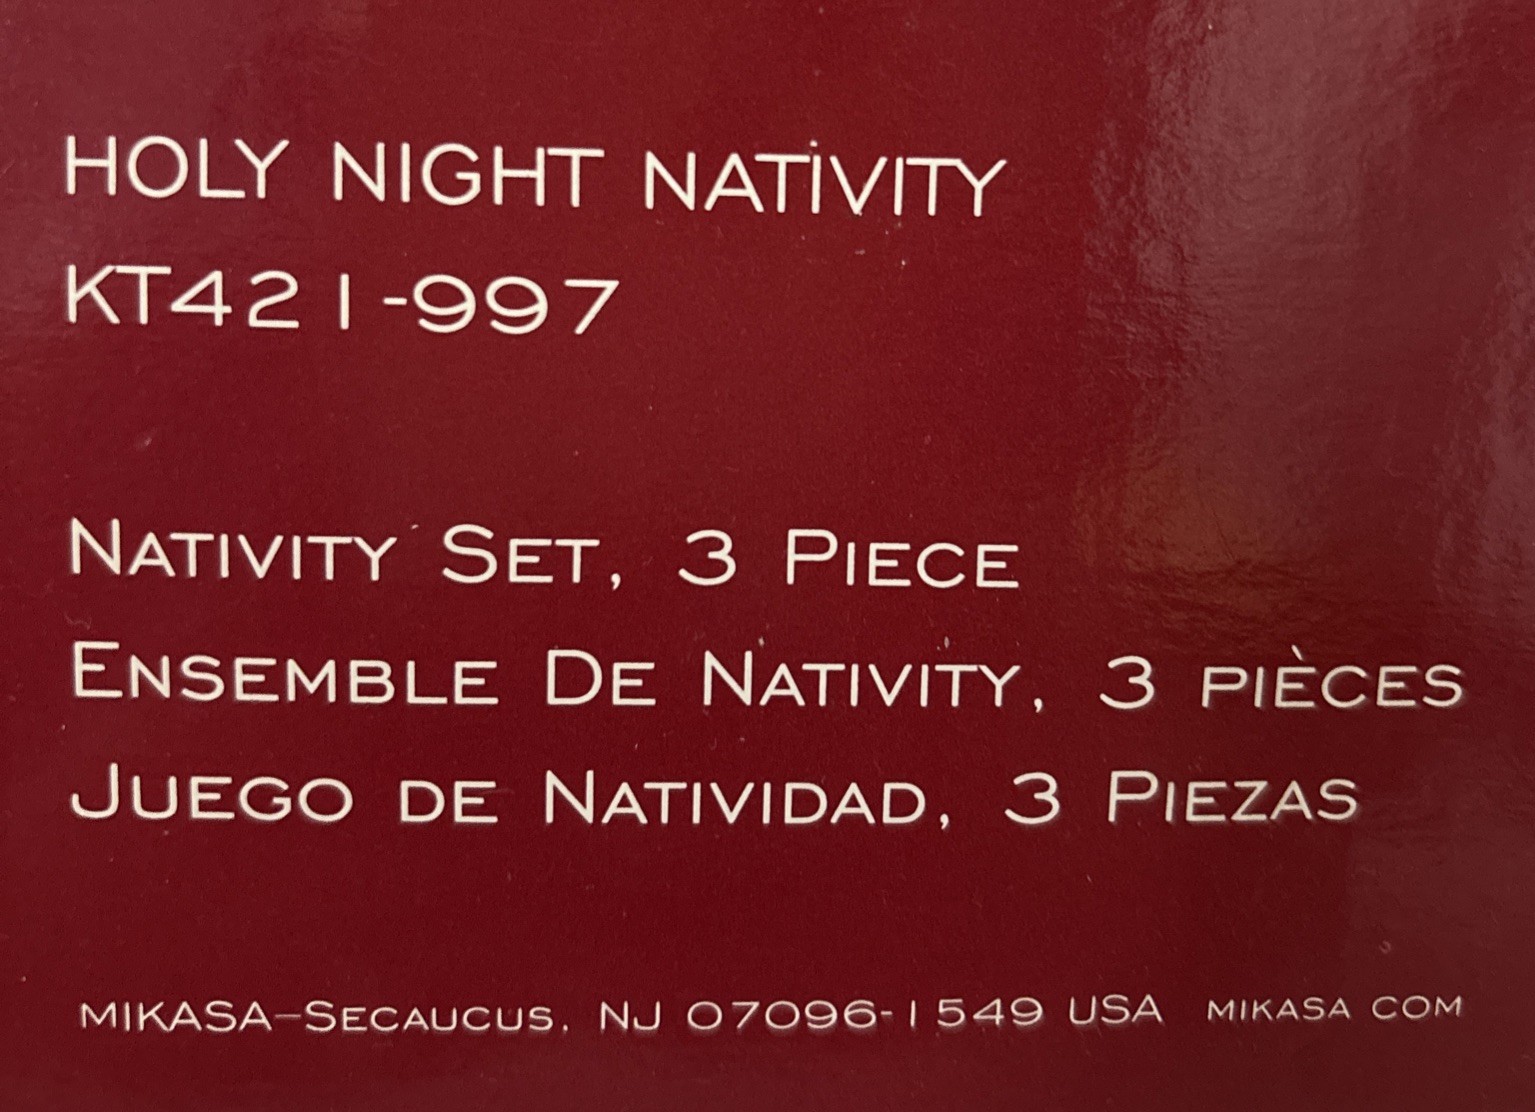 HOLY NIGHT NATIVITY
KT421-997
NATIVITY SET, 3 PIECE
ENSEMBLE DE NATIVITY, 3 PIÈCES
JUEGO DE NATIVIDAD, 3 PIEZAS
MIKASA–SECAUCUS, NJ 07096-1549 USA MIKASA COM